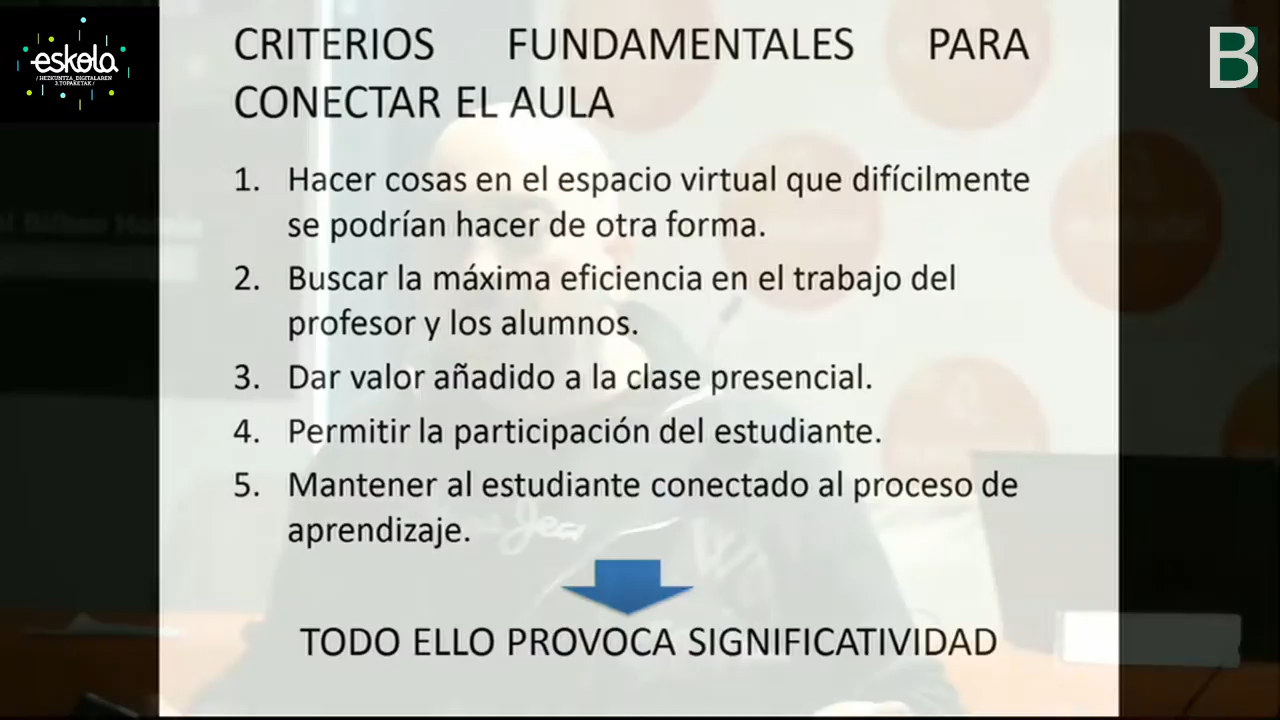 eskola
/ HEZKUNTZA_DIGITALAREN
3.TOPAKETAK /
B
CRITERIOS FUNDAMENTALES PARA
CONECTAR EL AULA
1. Hacer cosas en el espacio virtual que difícilmente
se podrían hacer de otra forma.
2. Buscar la máxima eficiencia en el trabajo del
profesor y los alumnos.
3. Dar valor añadido a la clase presencial.
4. Permitir la participación del estudiante.
5. Mantener al estudiante conectado al proceso de
aprendizaje.
TODO ELLO PROVOCA SIGNIFICATIVIDAD